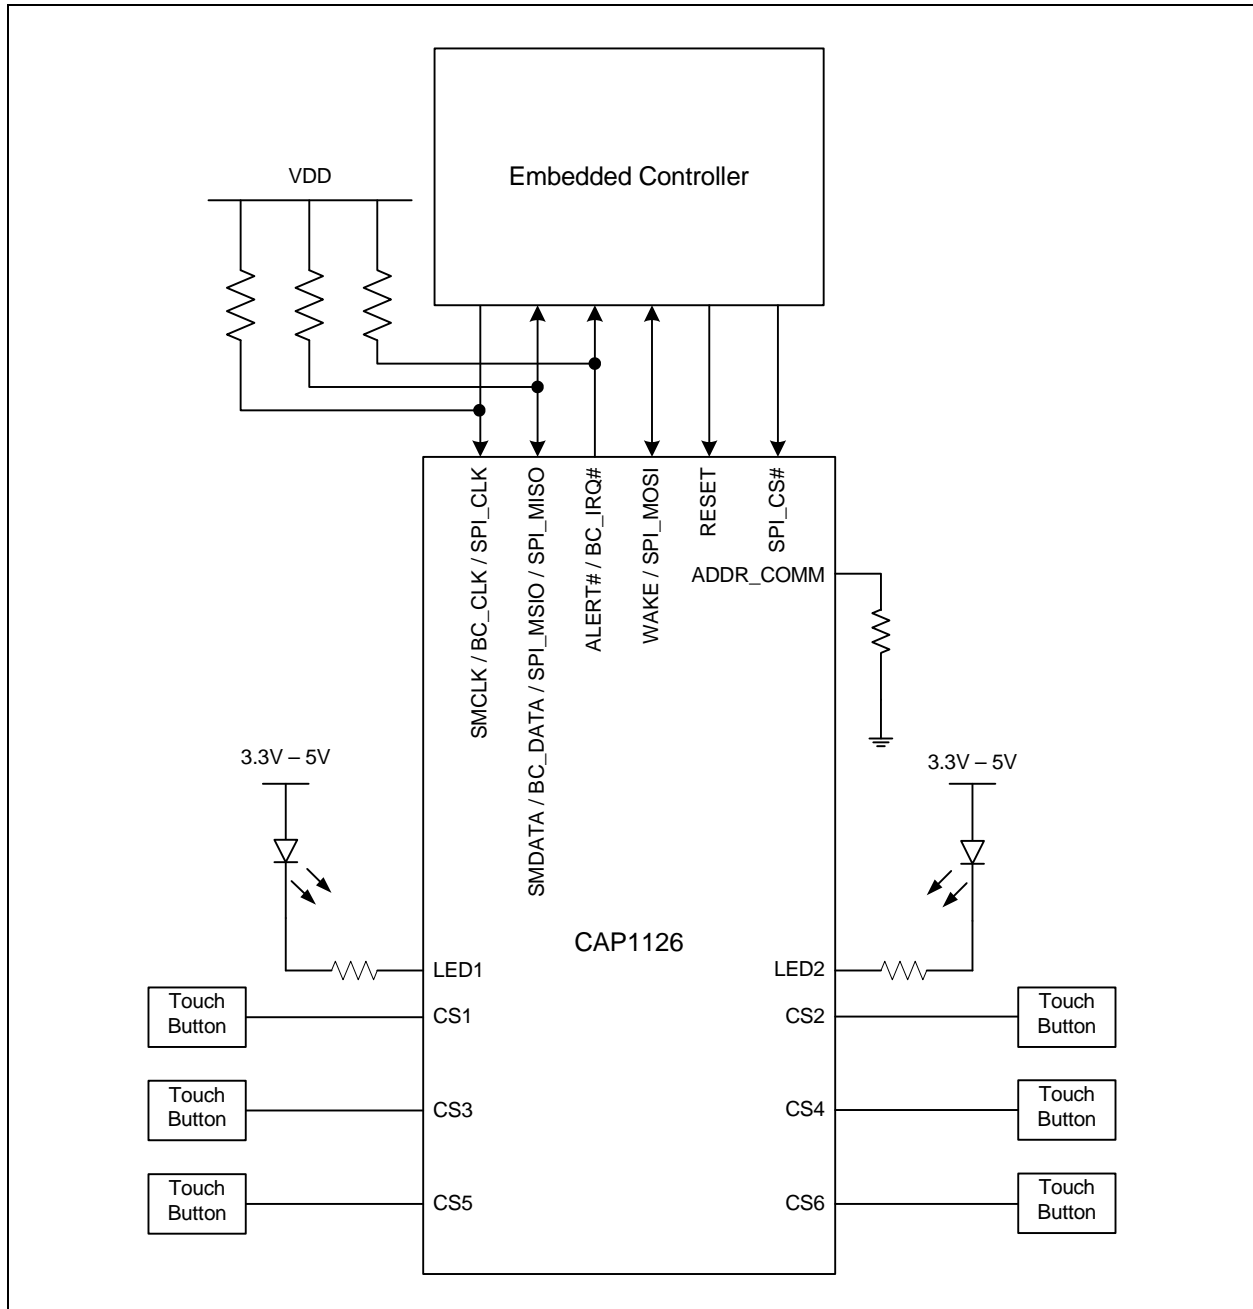 Embedded Controller
VDD
SMCLK / BC_CLK / SPI_CLK
SMDATA / BC_DATA / SPI_MSIO / SPI_MISO
ALERT# / BC_IRQ#
WAKE / SPI_MOSI
RESET
SPI_CS#
ADDR_COMM
3.3V – 5V
3.3V – 5V
CAP1126
LED1
LED2
Touch
Button
CS1
CS2
Touch
Button
Touch
Button
CS3
CS4
Touch
Button
Touch
Button
CS5
CS6
Touch
Button